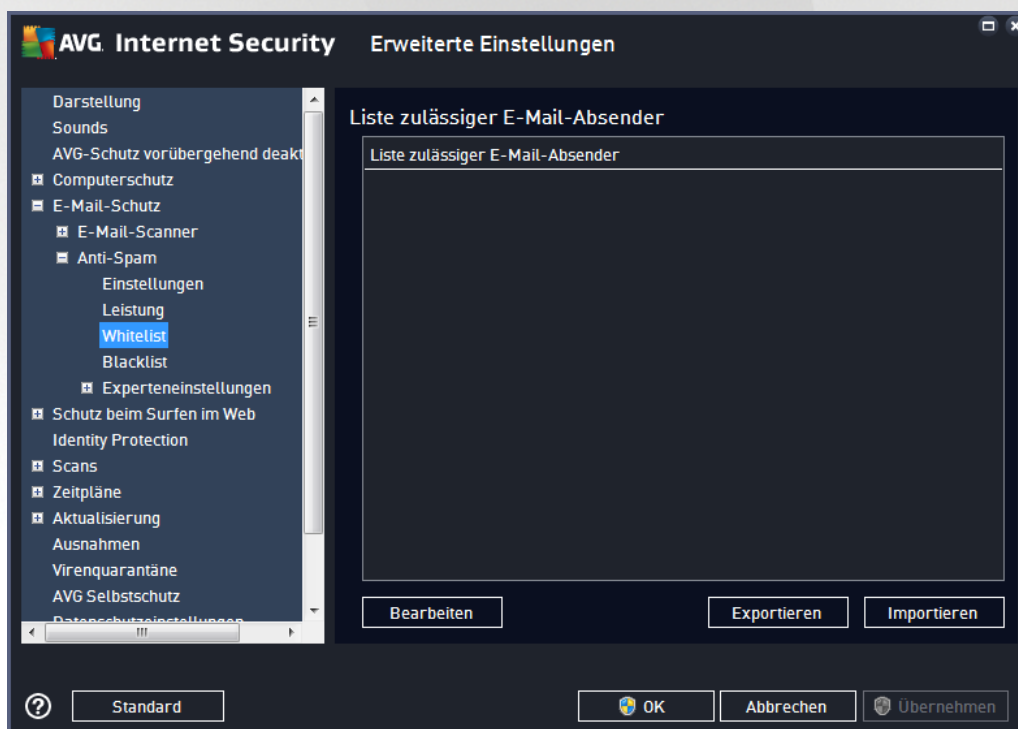 AVG. Internet Security Erweiterte Einstellungen
Darstellung
Sounds
AVG-Schutz vorübergehend deakt
Computerschutz
E-Mail-Schutz
E-Mail-Scanner
Anti-Spam
Einstellungen
Leistung
Whitelist
Blacklist
Experteneinstellungen
Schutz beim Surfen im Web
Identity Protection
Scans
Zeitpläne
Aktualisierung
Ausnahmen
Virenquarantäne
AVG Selbstschutz
Datenschutzeinstellungen
Liste zulässiger E-Mail-Absender
Liste zulässiger E-Mail-Absender
Bearbeiten
Exportieren
Importieren
Standard
OK
Abbrechen
Übernehmen